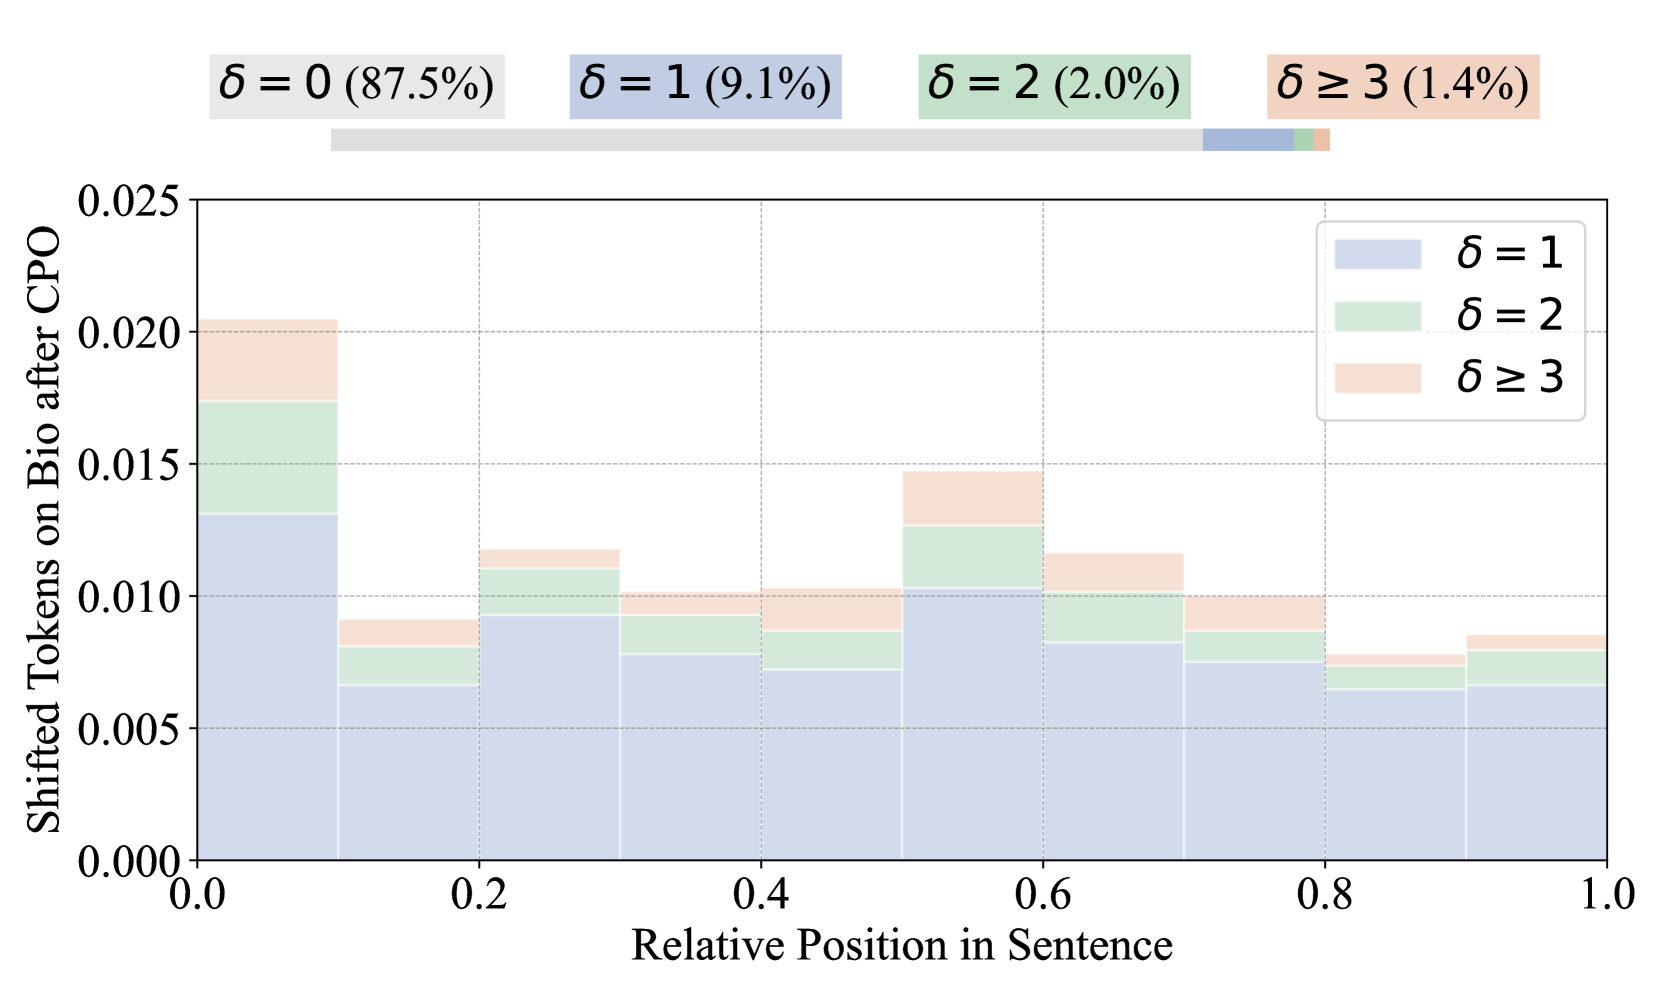 δ = 0 (87.5%)
δ = 1 (9.1%)
δ = 2 (2.0%)
δ ≥ 3 (1.4%)
Shifted Tokens on Bio after CPO
0.025
0.020
0.015
0.010
0.005
0.000
δ = 1
δ = 2
δ ≥ 3
0.0 0.2 0.4 0.6 0.8 1.0
Relative Position in Sentence